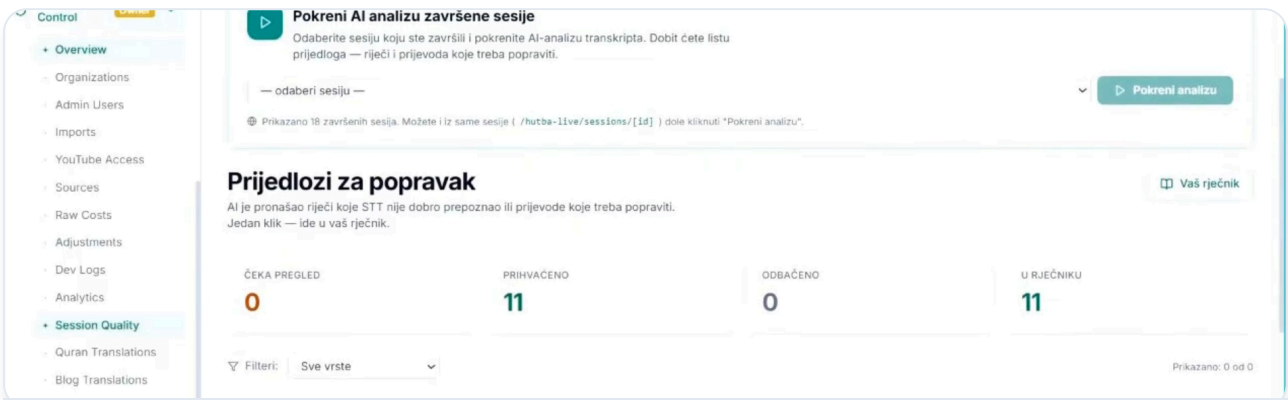 Control
Overview
Organizations
Admin Users
Imports
YouTube Access
Sources
Raw Costs
Adjustments
Dev Logs
Analytics
Session Quality
Quran Translations
Blog Translations
Pokreni AI analizu završene sesije
Odaberite sesiju koju ste završili i pokrenite AI-analizu transkripta. Dobit ćete listu
prijedloga — riječi i prijevoda koje treba popraviti.
— odaberi sesiju —
Pokreni analizu
Prikazano 18 završenih sesija. Možete i iz same sesije ( /hutba-live/sessions/[id] ) dole kliknuti "Pokreni analizu".
Prijedlozi za popravak
Vaš rječnik
AI je pronašao riječi koje STT nije dobro prepoznao ili prijevode koje treba popraviti.
Jedan klik — ide u vaš rječnik.
ČEKA PREGLED
0
PRIHVAĆENO
11
ODBAČENO
0
U RJEČNIKU
11
Filteri:
Sve vrste
Prikazano: 0 od 0